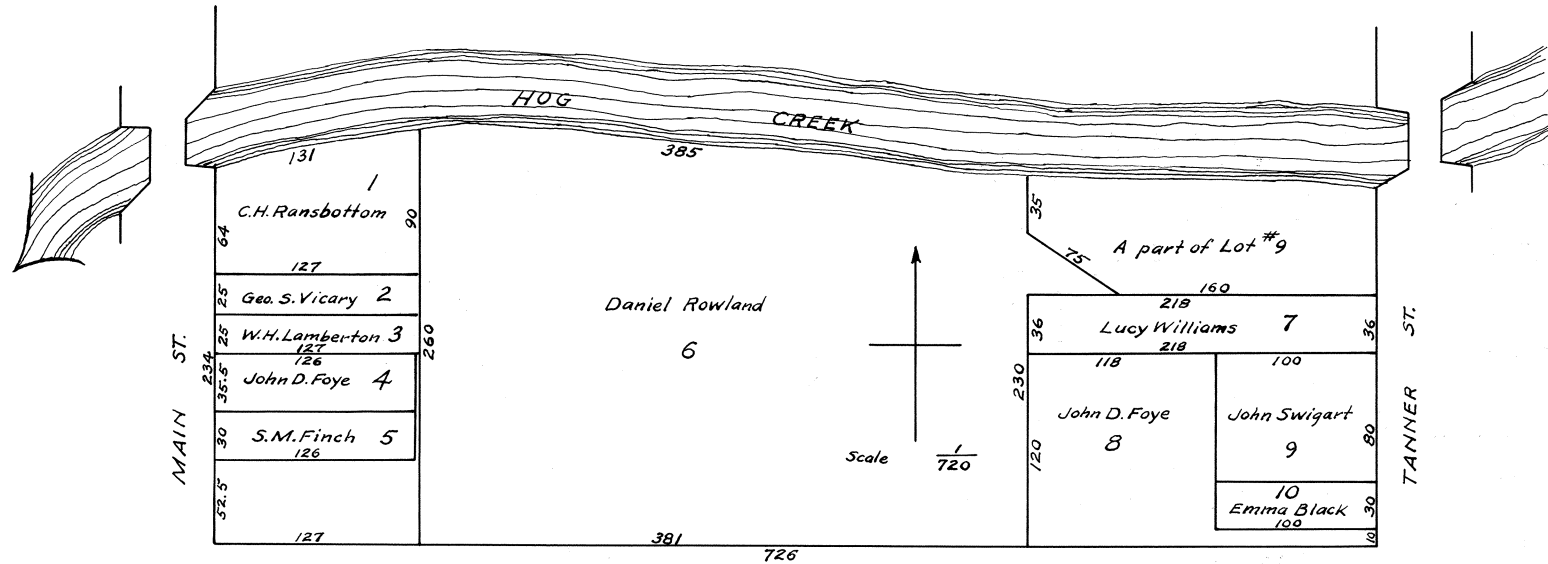 HOG CREEK
131
385
1
C.H. Ransbottom
64
90
127
25
Geo. S. Vicary 2
25
W.H. Lamberton 3
127
126
234
35.5
John D. Foye 4
30
S.M. Finch 5
126
52.5
127
MAIN ST.
260
Daniel Rowland
6
Scale 1/720
381
726
35
75
A part of Lot #9
160
218
36
Lucy Williams 7
36
218
118
100
230
John D. Foye
8
120
John Swigart
9
80
10
Emma Black
30
100
10
TANNER ST.